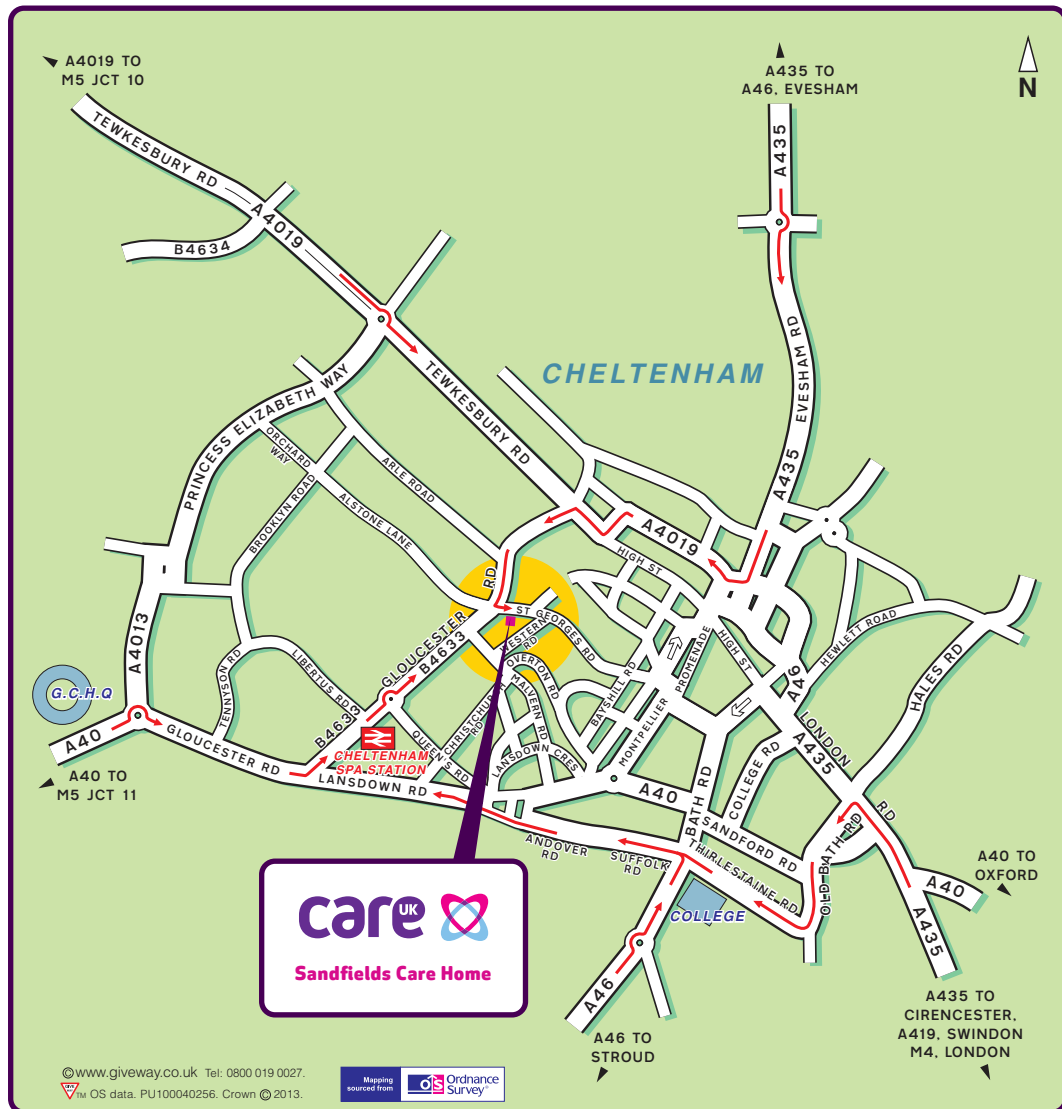 A4019 TO
M5 JCT 10
A435 TO
A46, EVESHAM
N
TEWKESBURY RD
A435
A4019
B4634
EVESHAM RD
CHELTENHAM
TEWKESBURY RD
PRINCESS ELIZABETH WAY
ORCHARD
WAY
ARLE ROAD
A435
BROOKLYN ROAD
ALSTONE LANE
A4019
HIGH ST
RD
ST GEORGES RD
WESTERN
RD
HEWLETT ROAD
A4013
GLOUCESTER
B4633
OVERTON RD
HIGH ST
PROMENADE
A46
HALES RD
TENNYSON RD
LIBERTUS RD
MALVERN RD
BAYSHILL RD
G.C.H.Q
CHRISTCHURCH
RD
MONTPELLIER
LONDON
RD
A435
A40
GLOUCESTER RD
B4633
QUEEN'S RD
LANSDOWN CRES
COLLEGE RD
CHELTENHAM
SPA STATION
BATH RD
A40 TO
M5 JCT 11
LANSDOWN RD
A40
SANDFORD RD
OLD BATH RD
ANDOVER
RD
SUFFOLK
RD
THIRLESTAINE RD
A40 TO
OXFORD
A40
COLLEGE
A435
care UK
Sandfields Care Home
A46
A46 TO
STROUD
A435 TO
CIRENCESTER,
A419, SWINDON
M4, LONDON
©www.giveway.co.uk Tel: 0800 019 0027.
GIVE WAY TM OS data. PU100040256. Crown © 2013.
Mapping
sourced from
OS Ordnance
Survey®